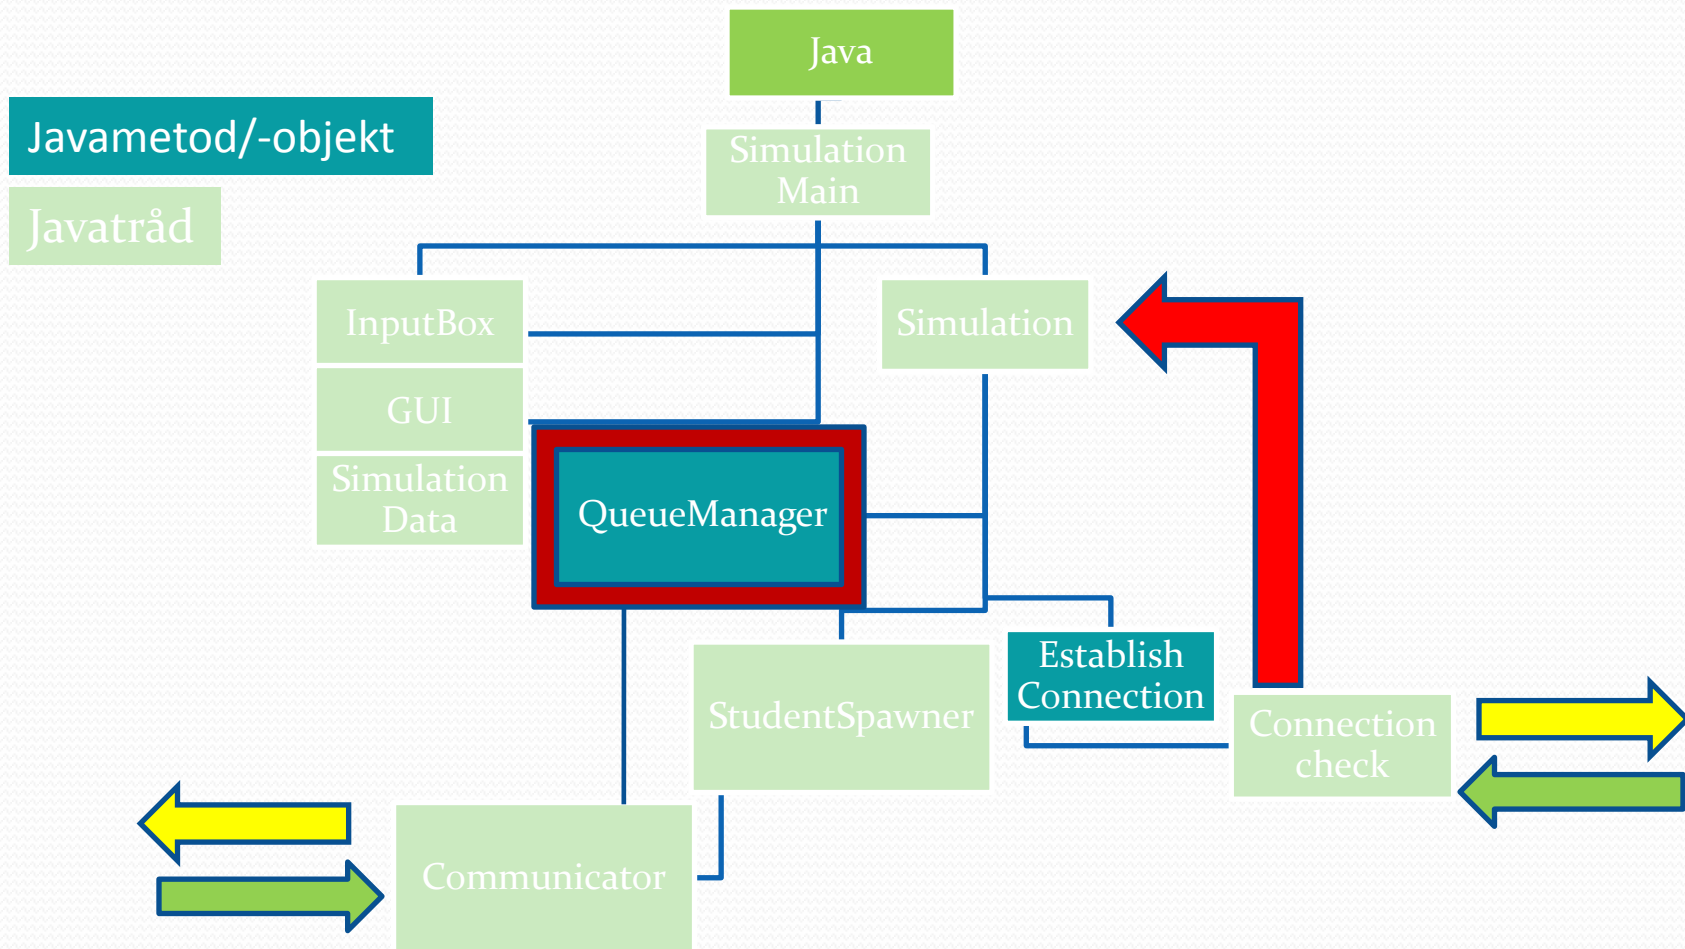 Java
Javametod/-objekt
Javatråd
Simulation
Main
InputBox
GUI
Simulation
Data
Simulation
QueueManager
Establish
Connection
StudentSpawner
Connection
check
Communicator